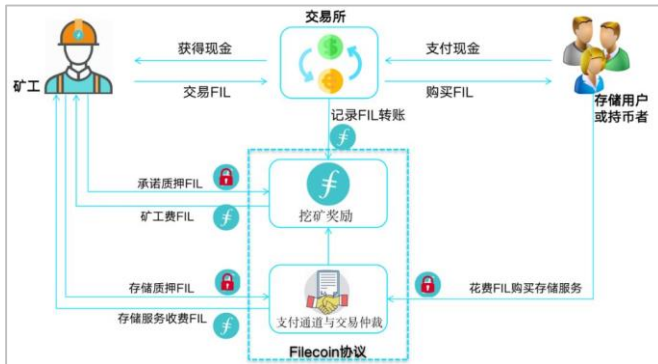 交易所
获得现金
支付现金
交易FIL
购买FIL
矿工
存储用户
或持币者
记录FIL转账
承诺质押FIL
矿工费FIL
挖矿奖励
存储质押FIL
花费FIL购买存储服务
存储服务收费FIL
支付通道与交易仲裁
Filecoin协议